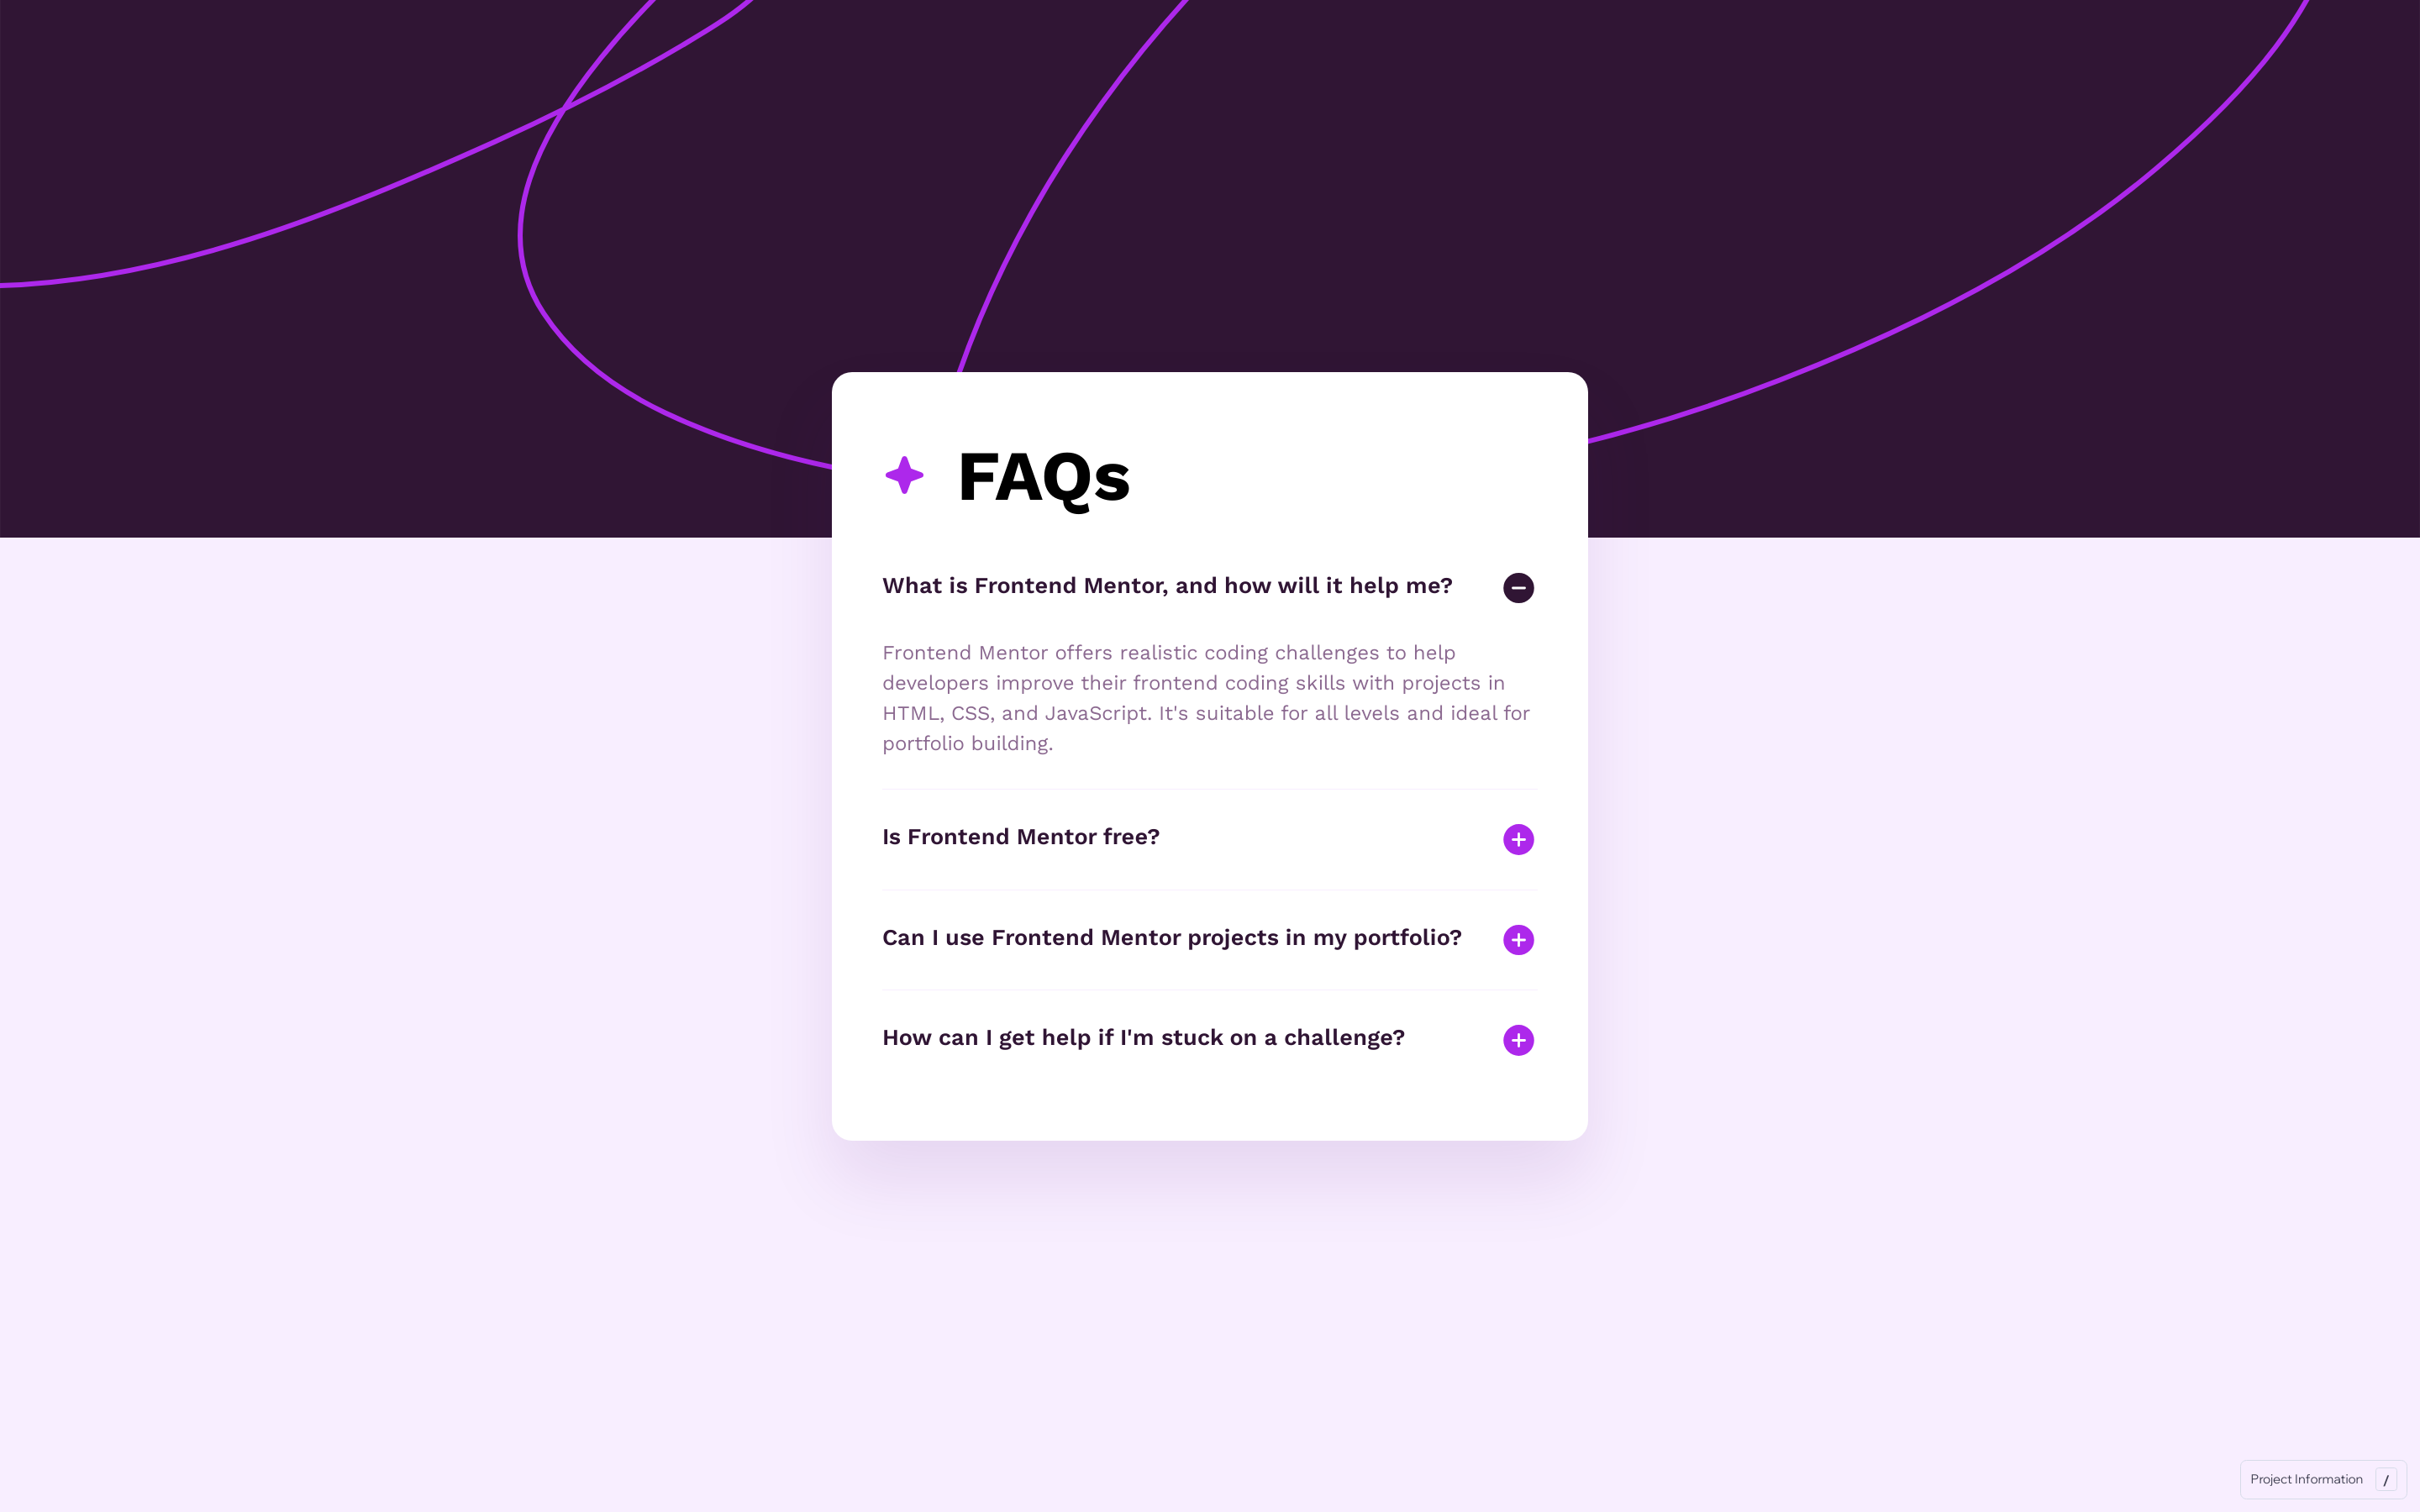 FAQs
What is Frontend Mentor, and how will it help me?
Frontend Mentor offers realistic coding challenges to help
developers improve their frontend coding skills with projects in
HTML, CSS, and JavaScript. It's suitable for all levels and ideal for
portfolio building.
Is Frontend Mentor free?
Can I use Frontend Mentor projects in my portfolio?
How can I get help if I'm stuck on a challenge?
Project Information /